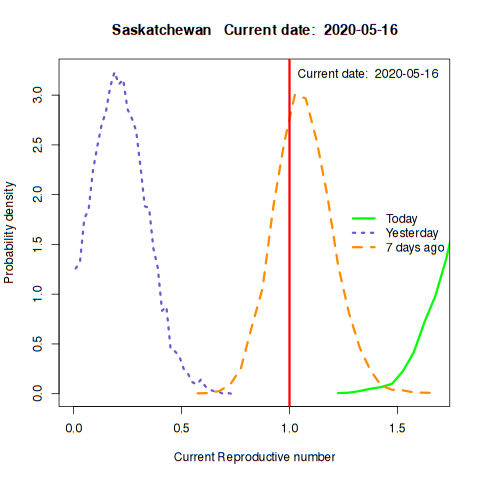 Saskatchewan Current date: 2020-05-16
Current date: 2020-05-16
Probability density
3.0
2.5
2.0
1.5
1.0
0.5
0.0
Today
Yesterday
7 days ago
0.0 0.5 1.0 1.5
Current Reproductive number